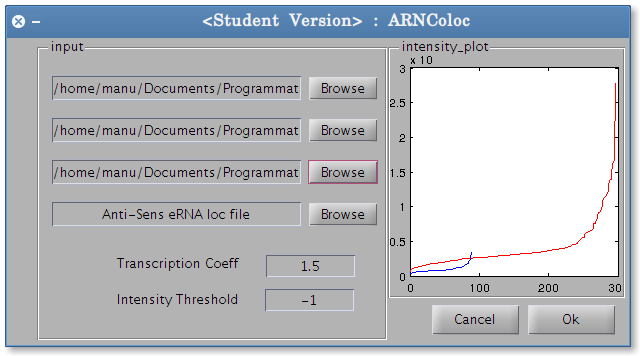 <Student Version> : ARNColoc
input
/home/manu/Documents/Programmat
Browse
/home/manu/Documents/Programmat
Browse
/home/manu/Documents/Programmat
Browse
Anti-Sens eRNA loc file
Browse
Transcription Coeff
1.5
Intensity Threshold
-1
intensity_plot
x 10
3
2.5
2
1.5
1
0.5
0
0
100
200
30
Cancel
Ok